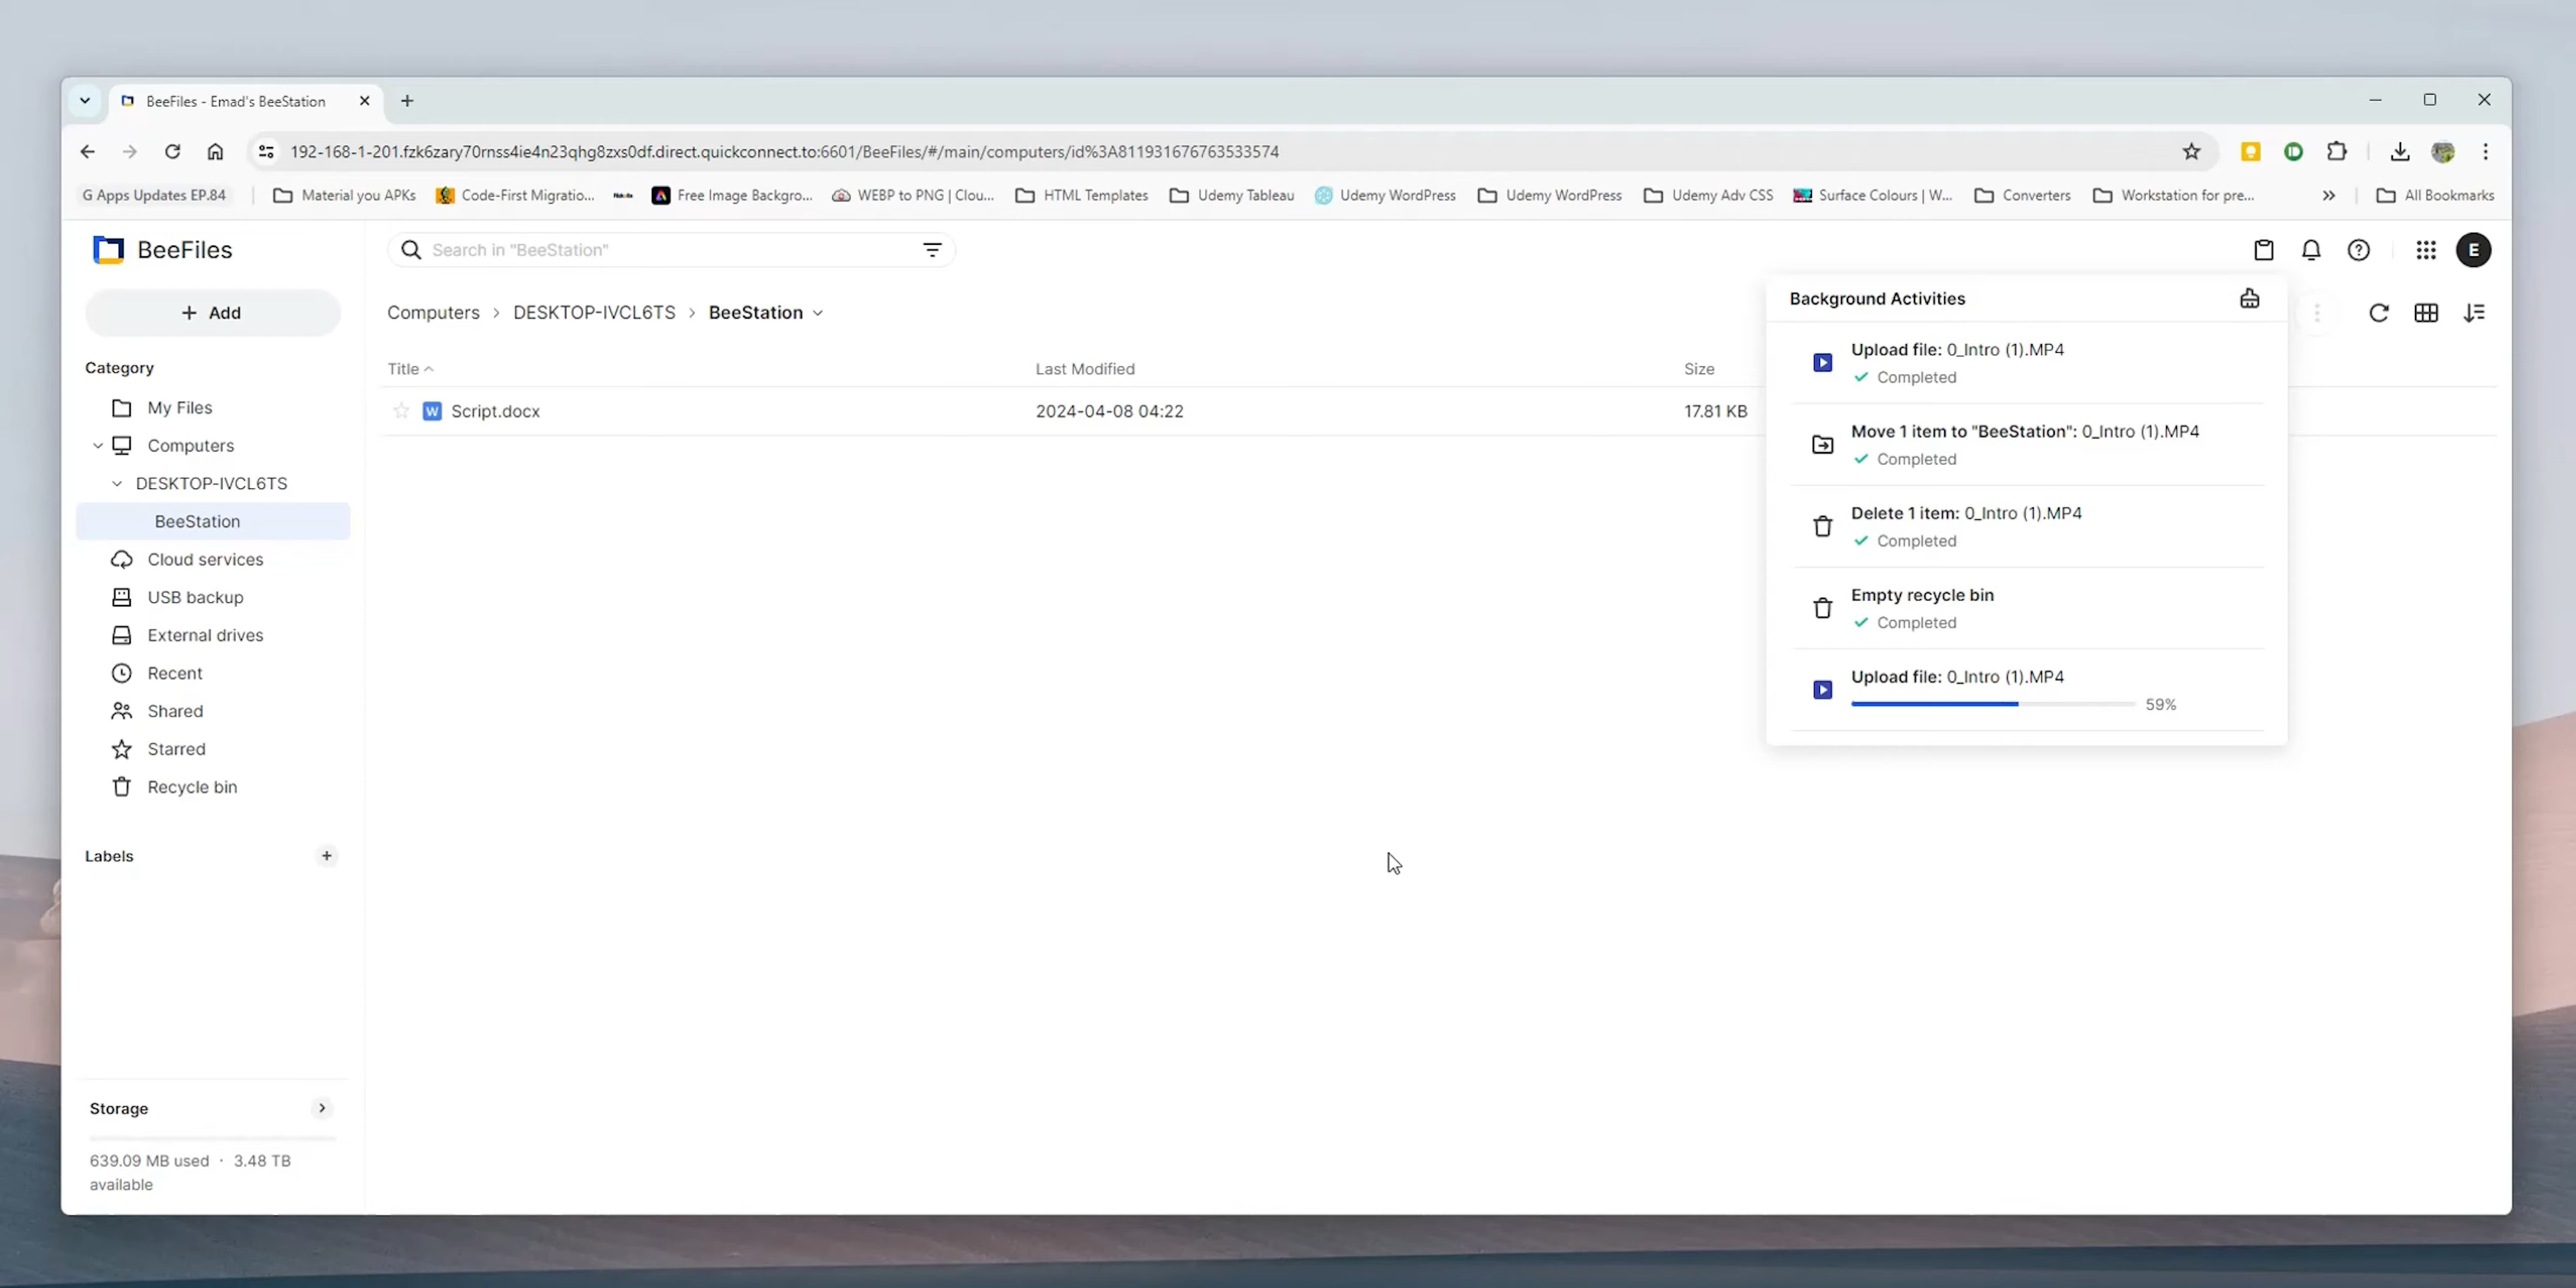 BeeFiles - Emad's BeeStation
192-168-1-201.fzk6zary70rnss4ie4n23qhg8zxs0df.direct.quickconnect.to:6601/BeeFiles/#/main/computers/id%3A811931676763533574
G Apps Updates EP.84 Material you APKs Code-First Migratio... Free Image Backgro... WEBP to PNG | Clou... HTML Templates Udemy Tableau Udemy WordPress Udemy WordPress Udemy Adv CSS Surface Colours | W... Converters Workstation for pre... All Bookmarks
BeeFiles
Search in "BeeStation"
E
+ Add
Computers > DESKTOP-IVCL6TS > BeeStation
Category
My Files
Computers
DESKTOP-IVCL6TS
BeeStation
Cloud services
USB backup
External drives
Recent
Shared
Starred
Recycle bin
Labels
Storage
639.09 MB used · 3.48 TB
available
Title Last Modified Size
Script.docx 2024-04-08 04:22 17.81 KB
Background Activities
Upload file: 0_Intro (1).MP4
Completed
Move 1 item to "BeeStation": 0_Intro (1).MP4
Completed
Delete 1 item: 0_Intro (1).MP4
Completed
Empty recycle bin
Completed
Upload file: 0_Intro (1).MP4
59%